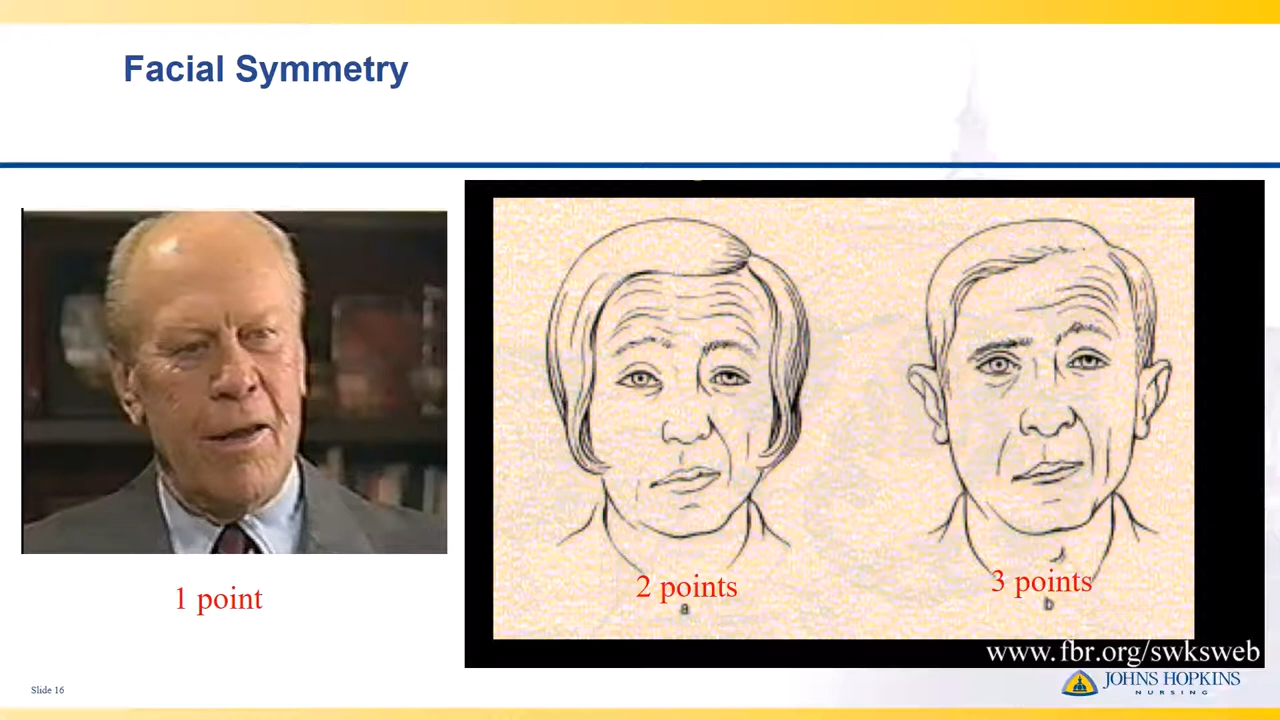 Facial Symmetry
1 point
2 points
a
3 points
b
www.fbr.org/swksweb
Slide 16
JOHNS HOPKINS
NURSING